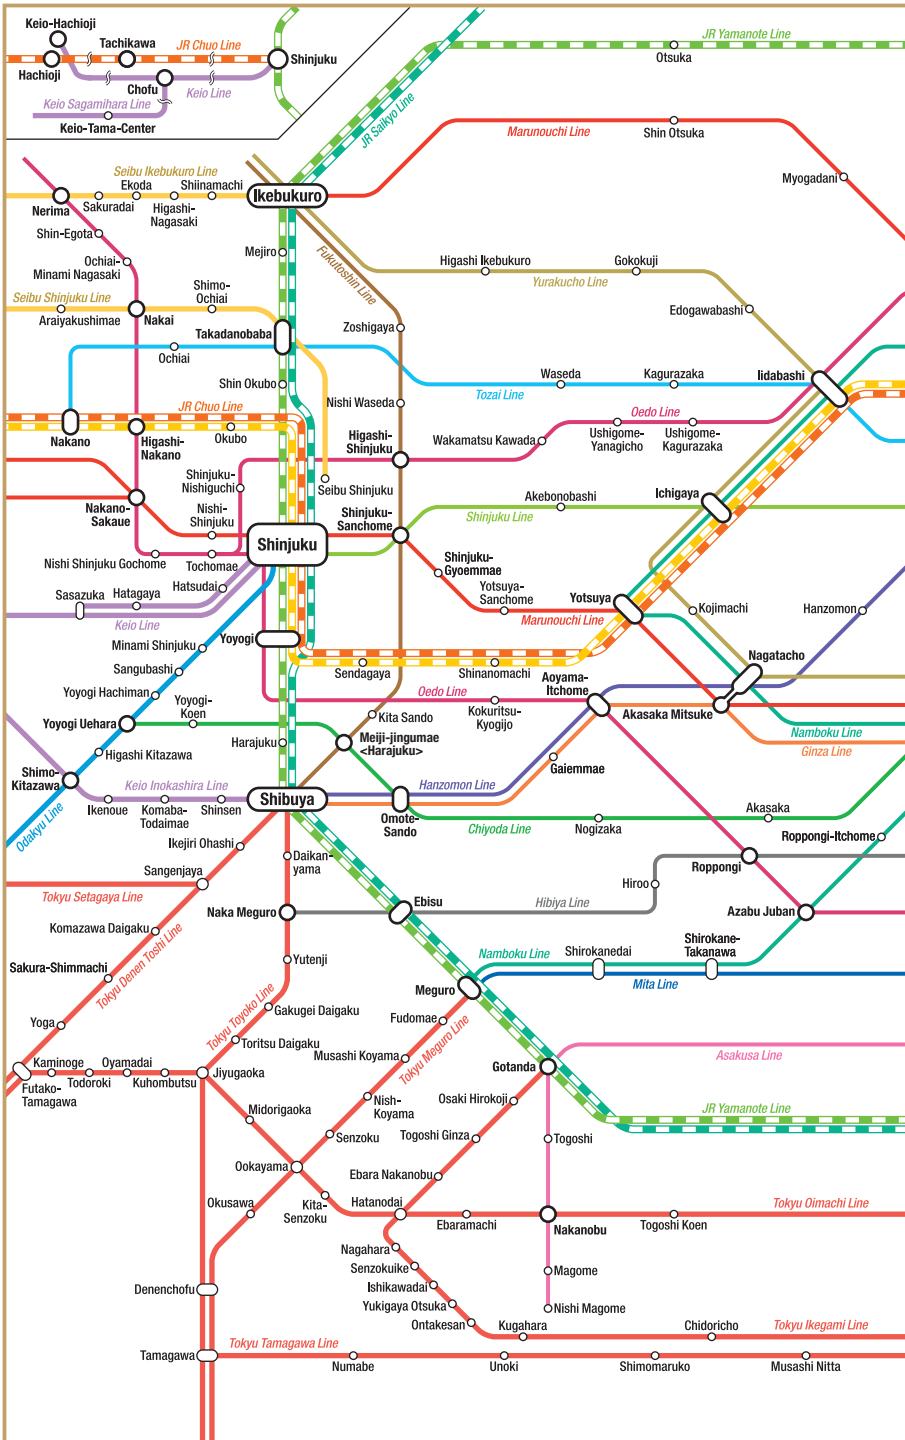 Keio-Hachioji
Tachikawa
JR Chuo Line
Hachioji
Shinjuku
Chofu
Keio Line
Keio Sagamihara Line
Keio-Tama-Center
JR Yamanote Line
Otsuka
JR Saikyo Line
Marunouchi Line
Shin Otsuka
Myogadani
Seibu Ikebukuro Line
Ekoda
Shiinamachi
Ikebukuro
Nerima
Sakuradai
Higashi-
Nagasaki
Shin-Egota
Mejiro
Fukutoshin Line
Higashi Ikebukuro
Gokokuji
Yurakucho Line
Ochiai-
Minami Nagasaki
Shimo-
Ochiai
Seibu Shinjuku Line
Araiyakushimae
Nakai
Edogawabashi
Takadanobaba
Zoshigaya
Ochiai
Iidabashi
Shin Okubo
Waseda
Kagurazaka
Tozai Line
Nishi Waseda
JR Chuo Line
Oedo Line
Nakano
Higashi-
Nakano
Okubo
Higashi-
Shinjuku
Wakamatsu Kawada
Ushigome-
Yanagicho
Ushigome-
Kagurazaka
Shinjuku-
Nishiguchi
Seibu Shinjuku
Ichigaya
Nakano-
Sakaue
Nishi-
Shinjuku
Shinjuku-
Sanchome
Akebonobashi
Shinjuku Line
Shinjuku
Nishi Shinjuku Gochome
Tochomae
Shinjuku-
Gyoemmae
Hatsudai
Sasazuka
Hatagaya
Yotsuya-
Sanchome
Yotsuya
Keio Line
Marunouchi Line
Kojimachi
Hanzomon
Minami Shinjuku
Yoyogi
Sangubashi
Sendagaya
Shinanomachi
Nagatacho
Yoyogi Hachiman
Aoyama-
Itchome
Yoyogi-
Koen
Oedo Line
Kokuritsu-
Kyogijo
Akasaka Mitsuke
Yoyogi Uehara
Kita Sando
Namboku Line
Higashi Kitazawa
Harajuku
Meiji-jingumae
<Harajuku>
Ginza Line
Gaiemmae
Shimo-
Kitazawa
Keio Inokashira Line
Hanzomon Line
Shibuya
Ikenoue
Komaba-
Todaimae
Shinsen
Omote-
Sando
Odakyu Line
Chiyoda Line
Nogizaka
Akasaka
Ikejiri Ohashi
Roppongi-Itchome
Daikan-
yama
Sangenjaya
Roppongi
Hiroo
Tokyu Setagaya Line
Naka Meguro
Ebisu
Hibiya Line
Azabu Juban
Komazawa Daigaku
Tokyu Denen Toshi Line
Namboku Line
Shirokanedai
Shirokane-
Takanawa
Yutenji
Sakura-Shimmachi
Meguro
Mita Line
Tokyu Toyoko Line
Gakugei Daigaku
Fudomae
Yoga
Toritsu Daigaku
Musashi Koyama
Tokyu Meguro Line
Asakusa Line
Gotanda
Kaminoge
Oyamadai
Jiyugaoka
Futako-
Tamagawa
Todoroki
Kuhombutsu
Nish-
Koyama
Osaki Hirokoji
JR Yamanote Line
Midorigaoka
Senzoku
Togoshi Ginza
Togoshi
Ookayama
Ebara Nakanobu
Okusawa
Kita-
Senzoku
Hatanodai
Tokyu Oimachi Line
Ebaramachi
Nakanobu
Togoshi Koen
Nagahara
Senzokuike
Magome
Denenchofu
Ishikawadai
Yukigaya Otsuka
Nishi Magome
Ontakesan
Kugahara
Chidoricho
Tokyu Ikegami Line
Tokyu Tamagawa Line
Tamagawa
Numabe
Unoki
Shimomaruko
Musashi Nitta